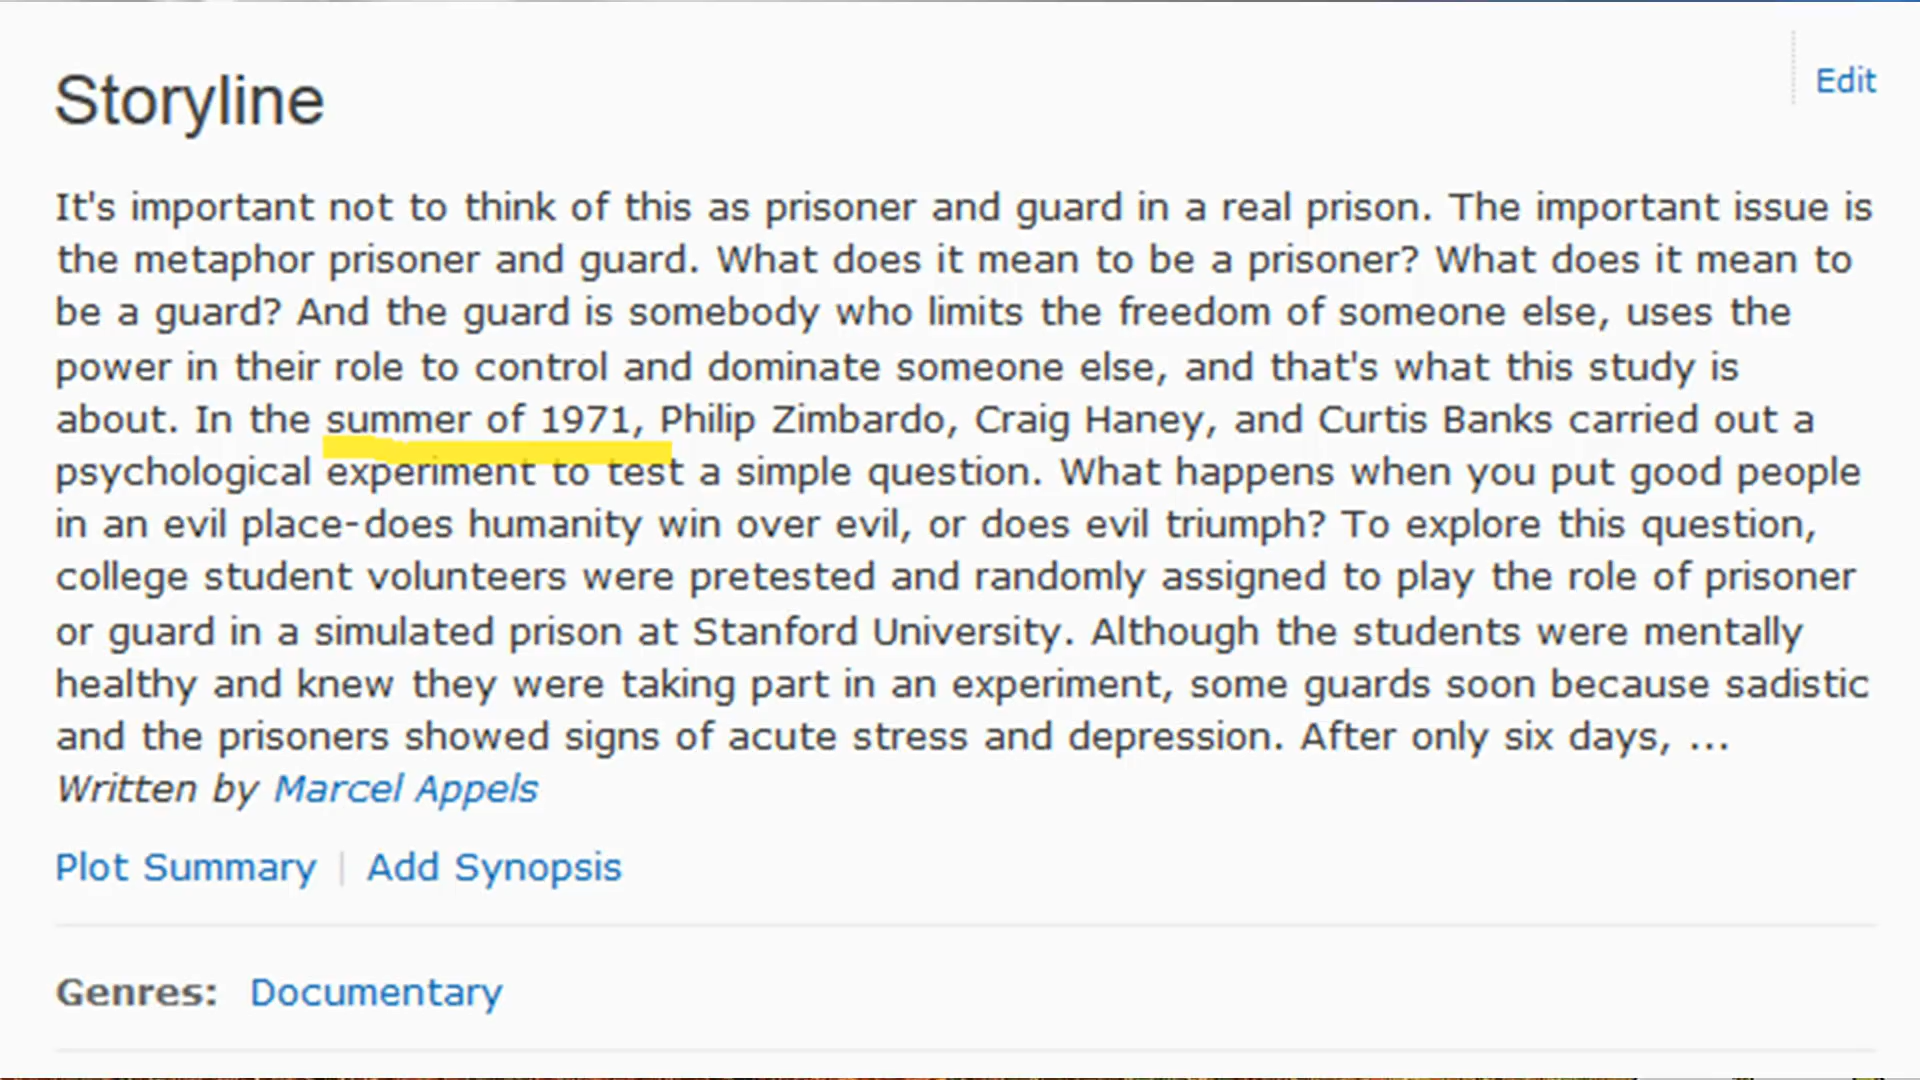 Storyline
Edit
It's important not to think of this as prisoner and guard in a real prison. The important issue is
the metaphor prisoner and guard. What does it mean to be a prisoner? What does it mean to
be a guard? And the guard is somebody who limits the freedom of someone else, uses the
power in their role to control and dominate someone else, and that's what this study is
about. In the summer of 1971, Philip Zimbardo, Craig Haney, and Curtis Banks carried out a
psychological experiment to test a simple question. What happens when you put good people
in an evil place-does humanity win over evil, or does evil triumph? To explore this question,
college student volunteers were pretested and randomly assigned to play the role of prisoner
or guard in a simulated prison at Stanford University. Although the students were mentally
healthy and knew they were taking part in an experiment, some guards soon because sadistic
and the prisoners showed signs of acute stress and depression. After only six days, ...
Written by Marcel Appels
Plot Summary | Add Synopsis
Genres: Documentary